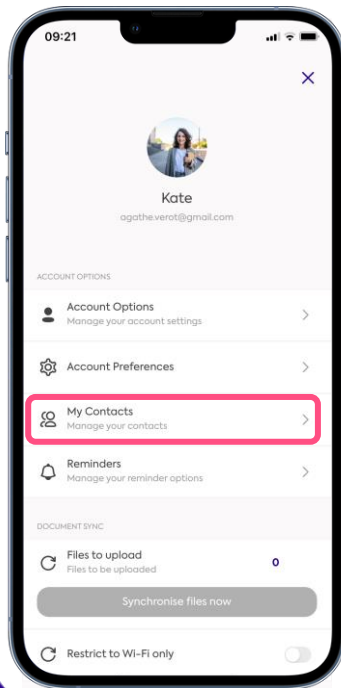 09:21
Kate
agathe.verot@gmail.com
ACCOUNT OPTIONS
Account Options
Manage your account settings
Account Preferences
My Contacts
Manage your contacts
Reminders
Manage your reminder options
DOCUMENT SYNC
Files to upload
Files to be uploaded
0
Synchronise files now
Restrict to Wi-Fi only